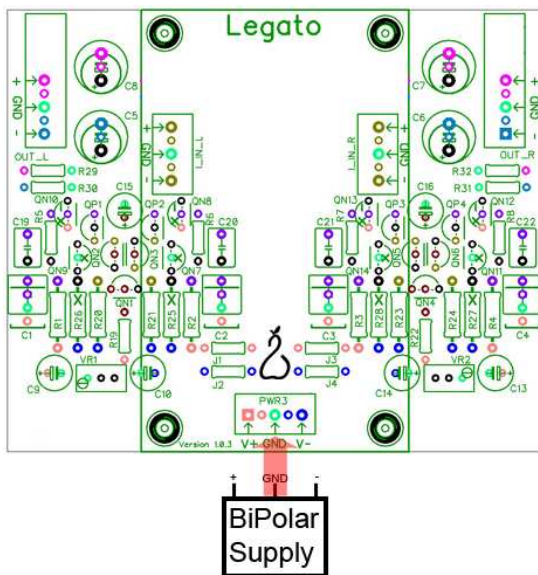 Legato
+
GND
-
C8
C5
+
GND
-
I_IN_L
+
GND
-
I_IN_R
C7
C6
+
GND
-
OUT_L
OUT_R
R29
R30
R32
R31
C15
C16
QN10
QP1
QP2
QN8
QN13
QP3
QP4
QN12
R5
R6
R7
R8
C19
C20
C21
C22
QN2
QN3
QN5
QN6
QN9
QN7
QN14
QN11
QN1
QN4
R1
R26
R20
R19
R21
R25
R2
R3
R28
R23
R22
R24
R27
R4
C1
C2
C3
C4
J1
J3
J2
J4
C9
VR1
C10
C14
VR2
C13
PWR3
V+ GND V-
Version 1.0.3
+ GND -
BiPolar
Supply